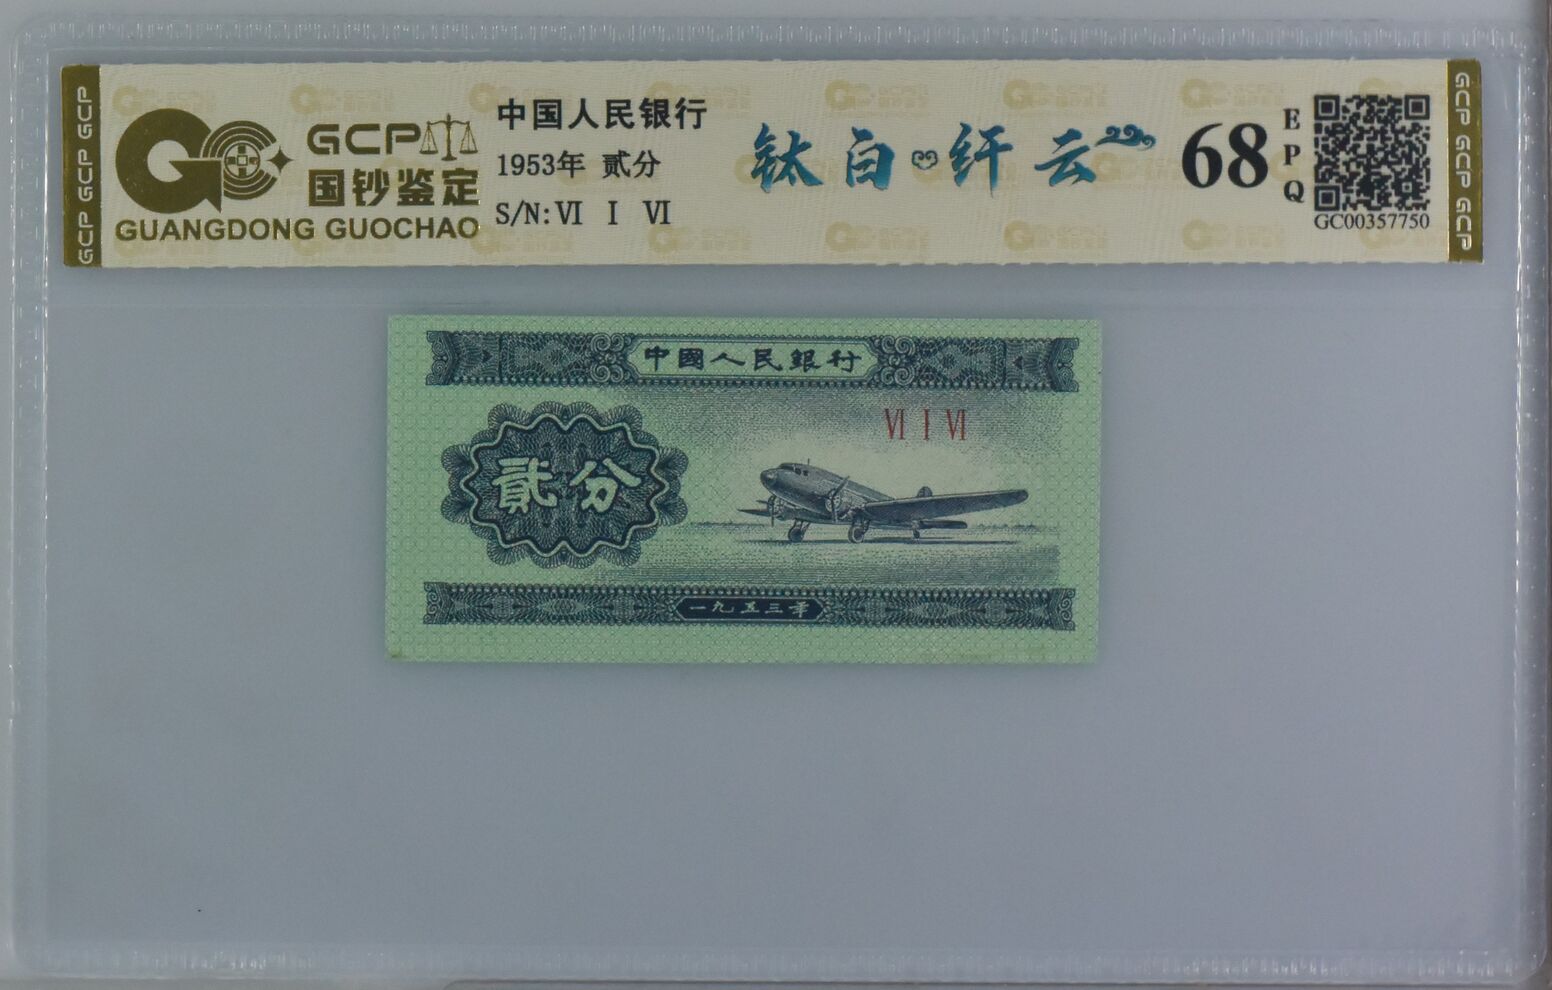 GCP GCP GCP
GCP
国钞鉴定
GUANGDONG GUOCHAO
中国人民银行
1953年 贰分
S/N: VI I VI
钛白 纤云
68
EPQ
GC00357750
GCP GCP GCP
中國人民銀行
VI I VI
貳分
一九五三年